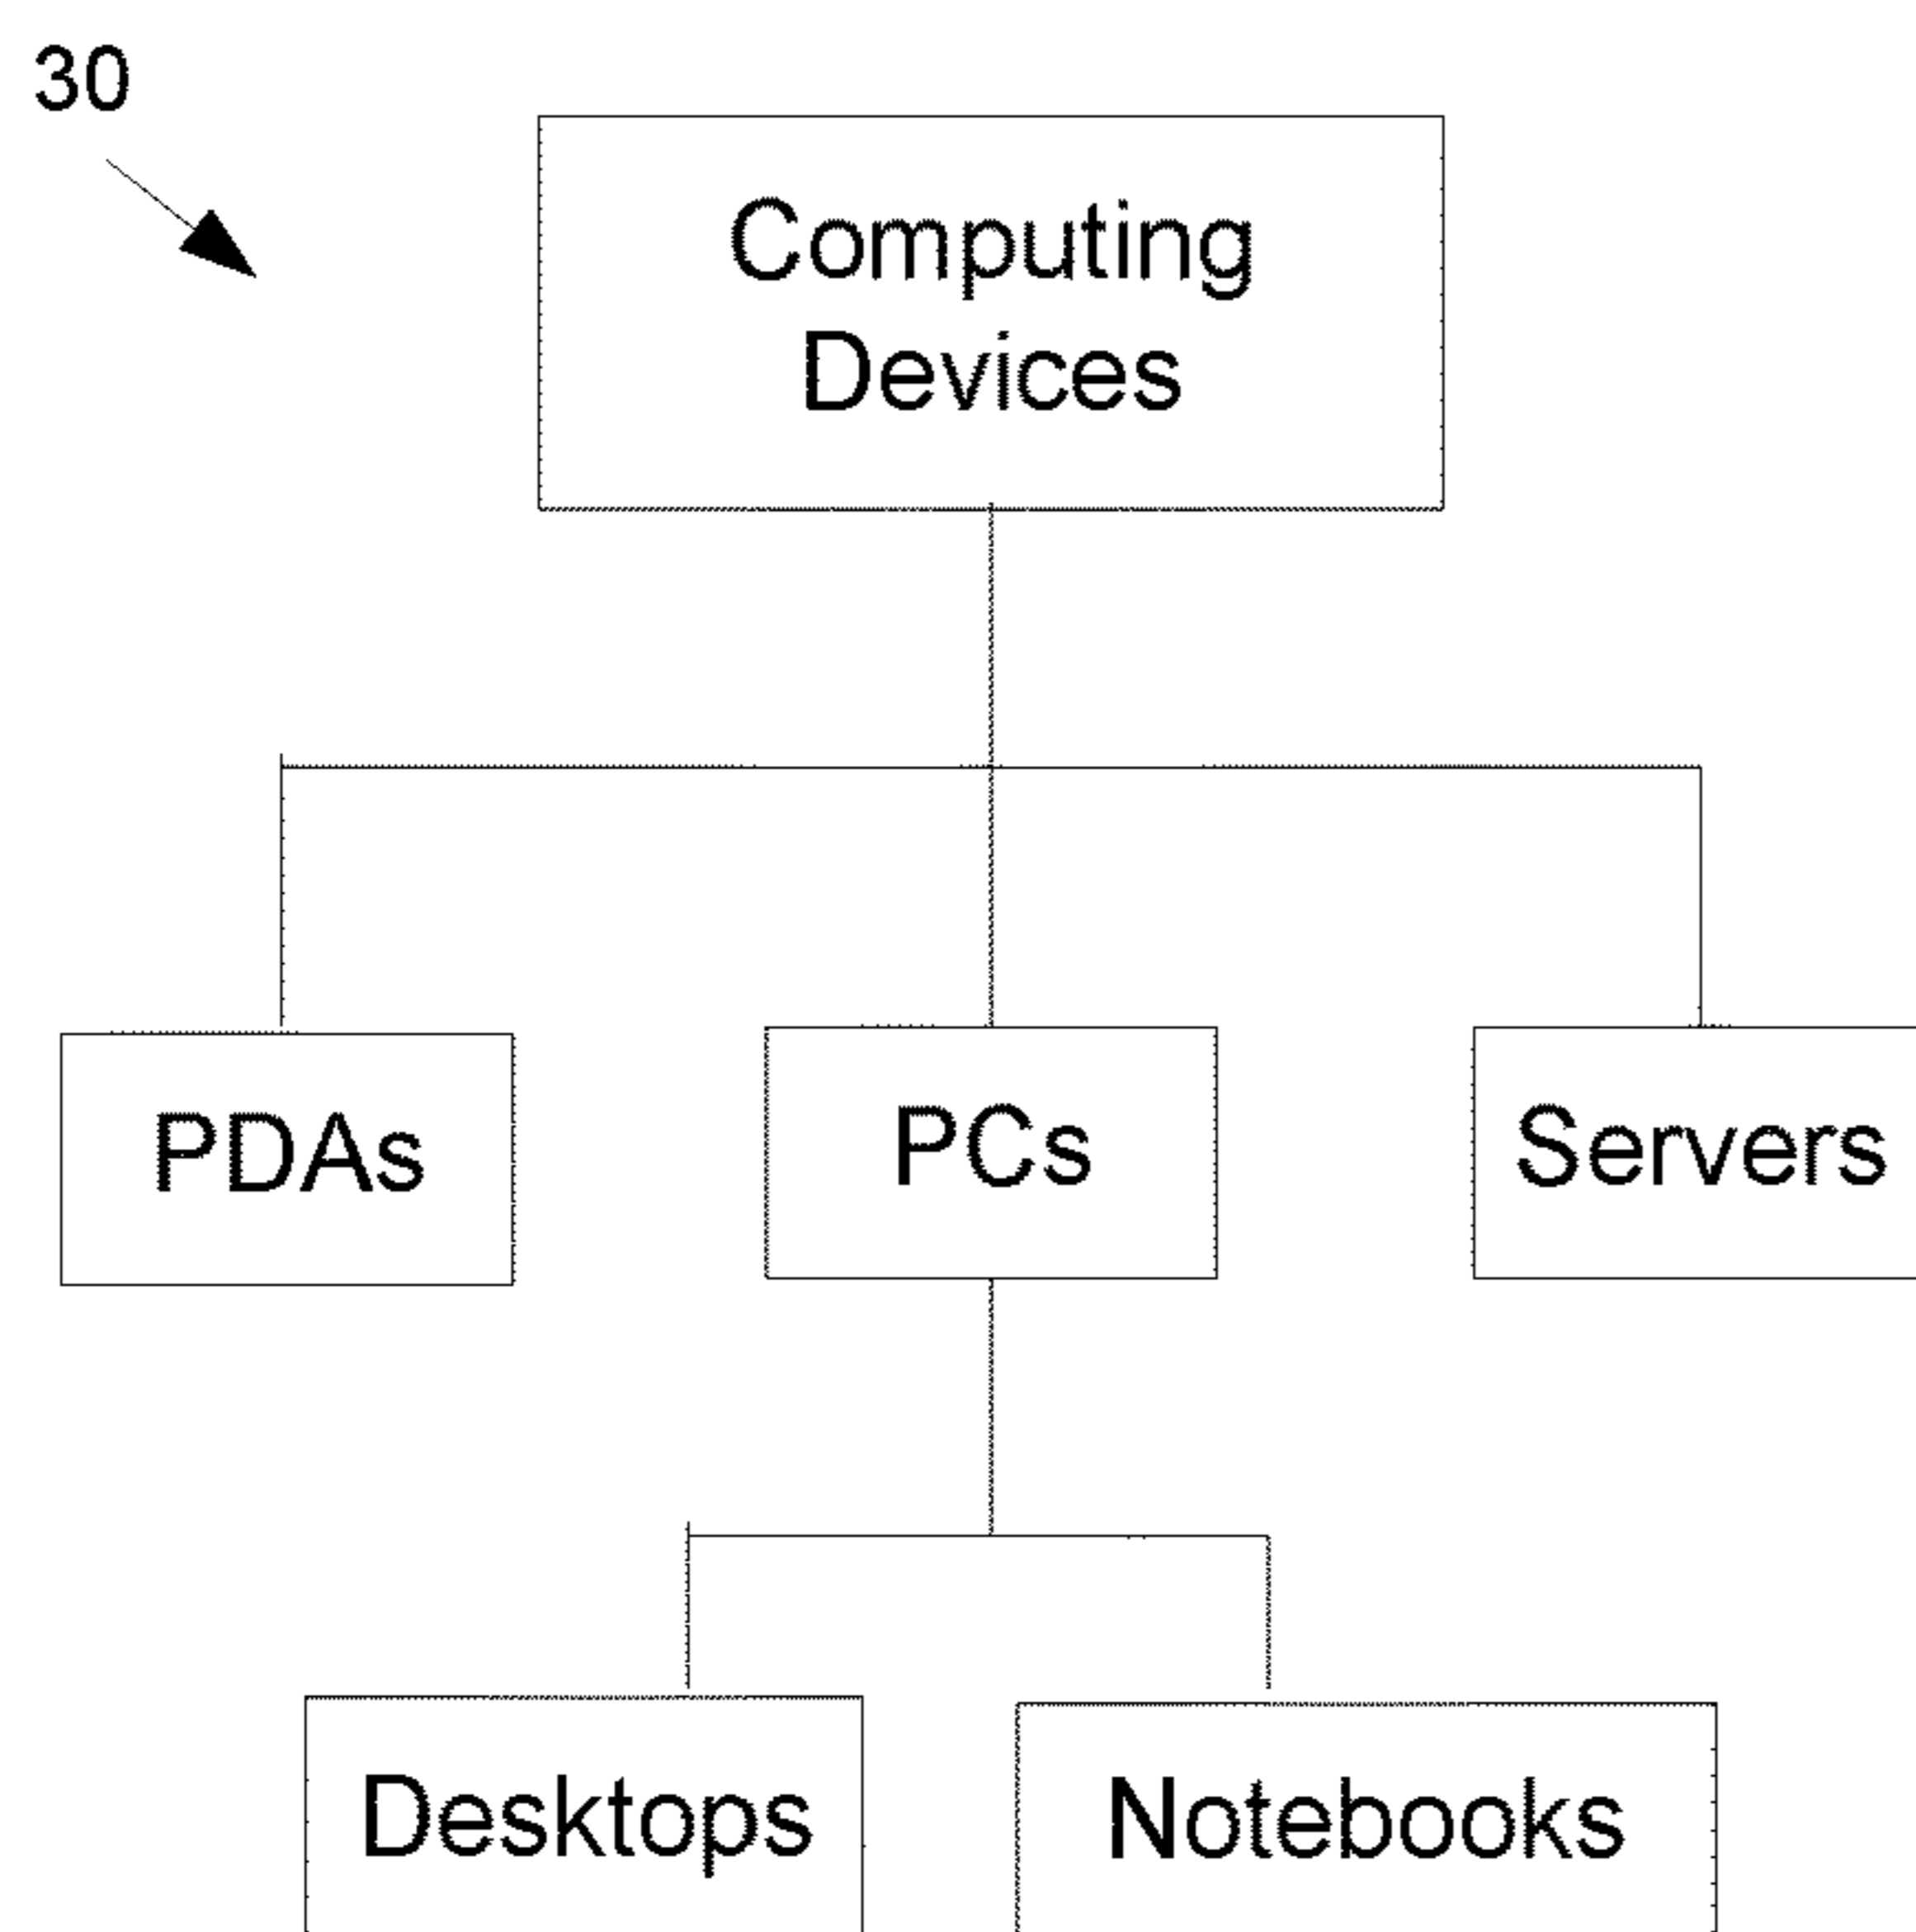 30
Computing
Devices
PDAs
PCs
Servers
Desktops
Notebooks